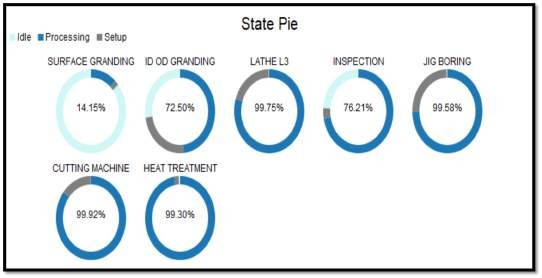 State Pie
Idle Processing Setup
SURFACE GRANDING ID OD GRANDING LATHE L3 INSPECTION JIG BORING
14.15% 72.50% 99.75% 76.21% 99.58%
CUTTING MACHINE HEAT TREATMENT
99.92% 99.30%